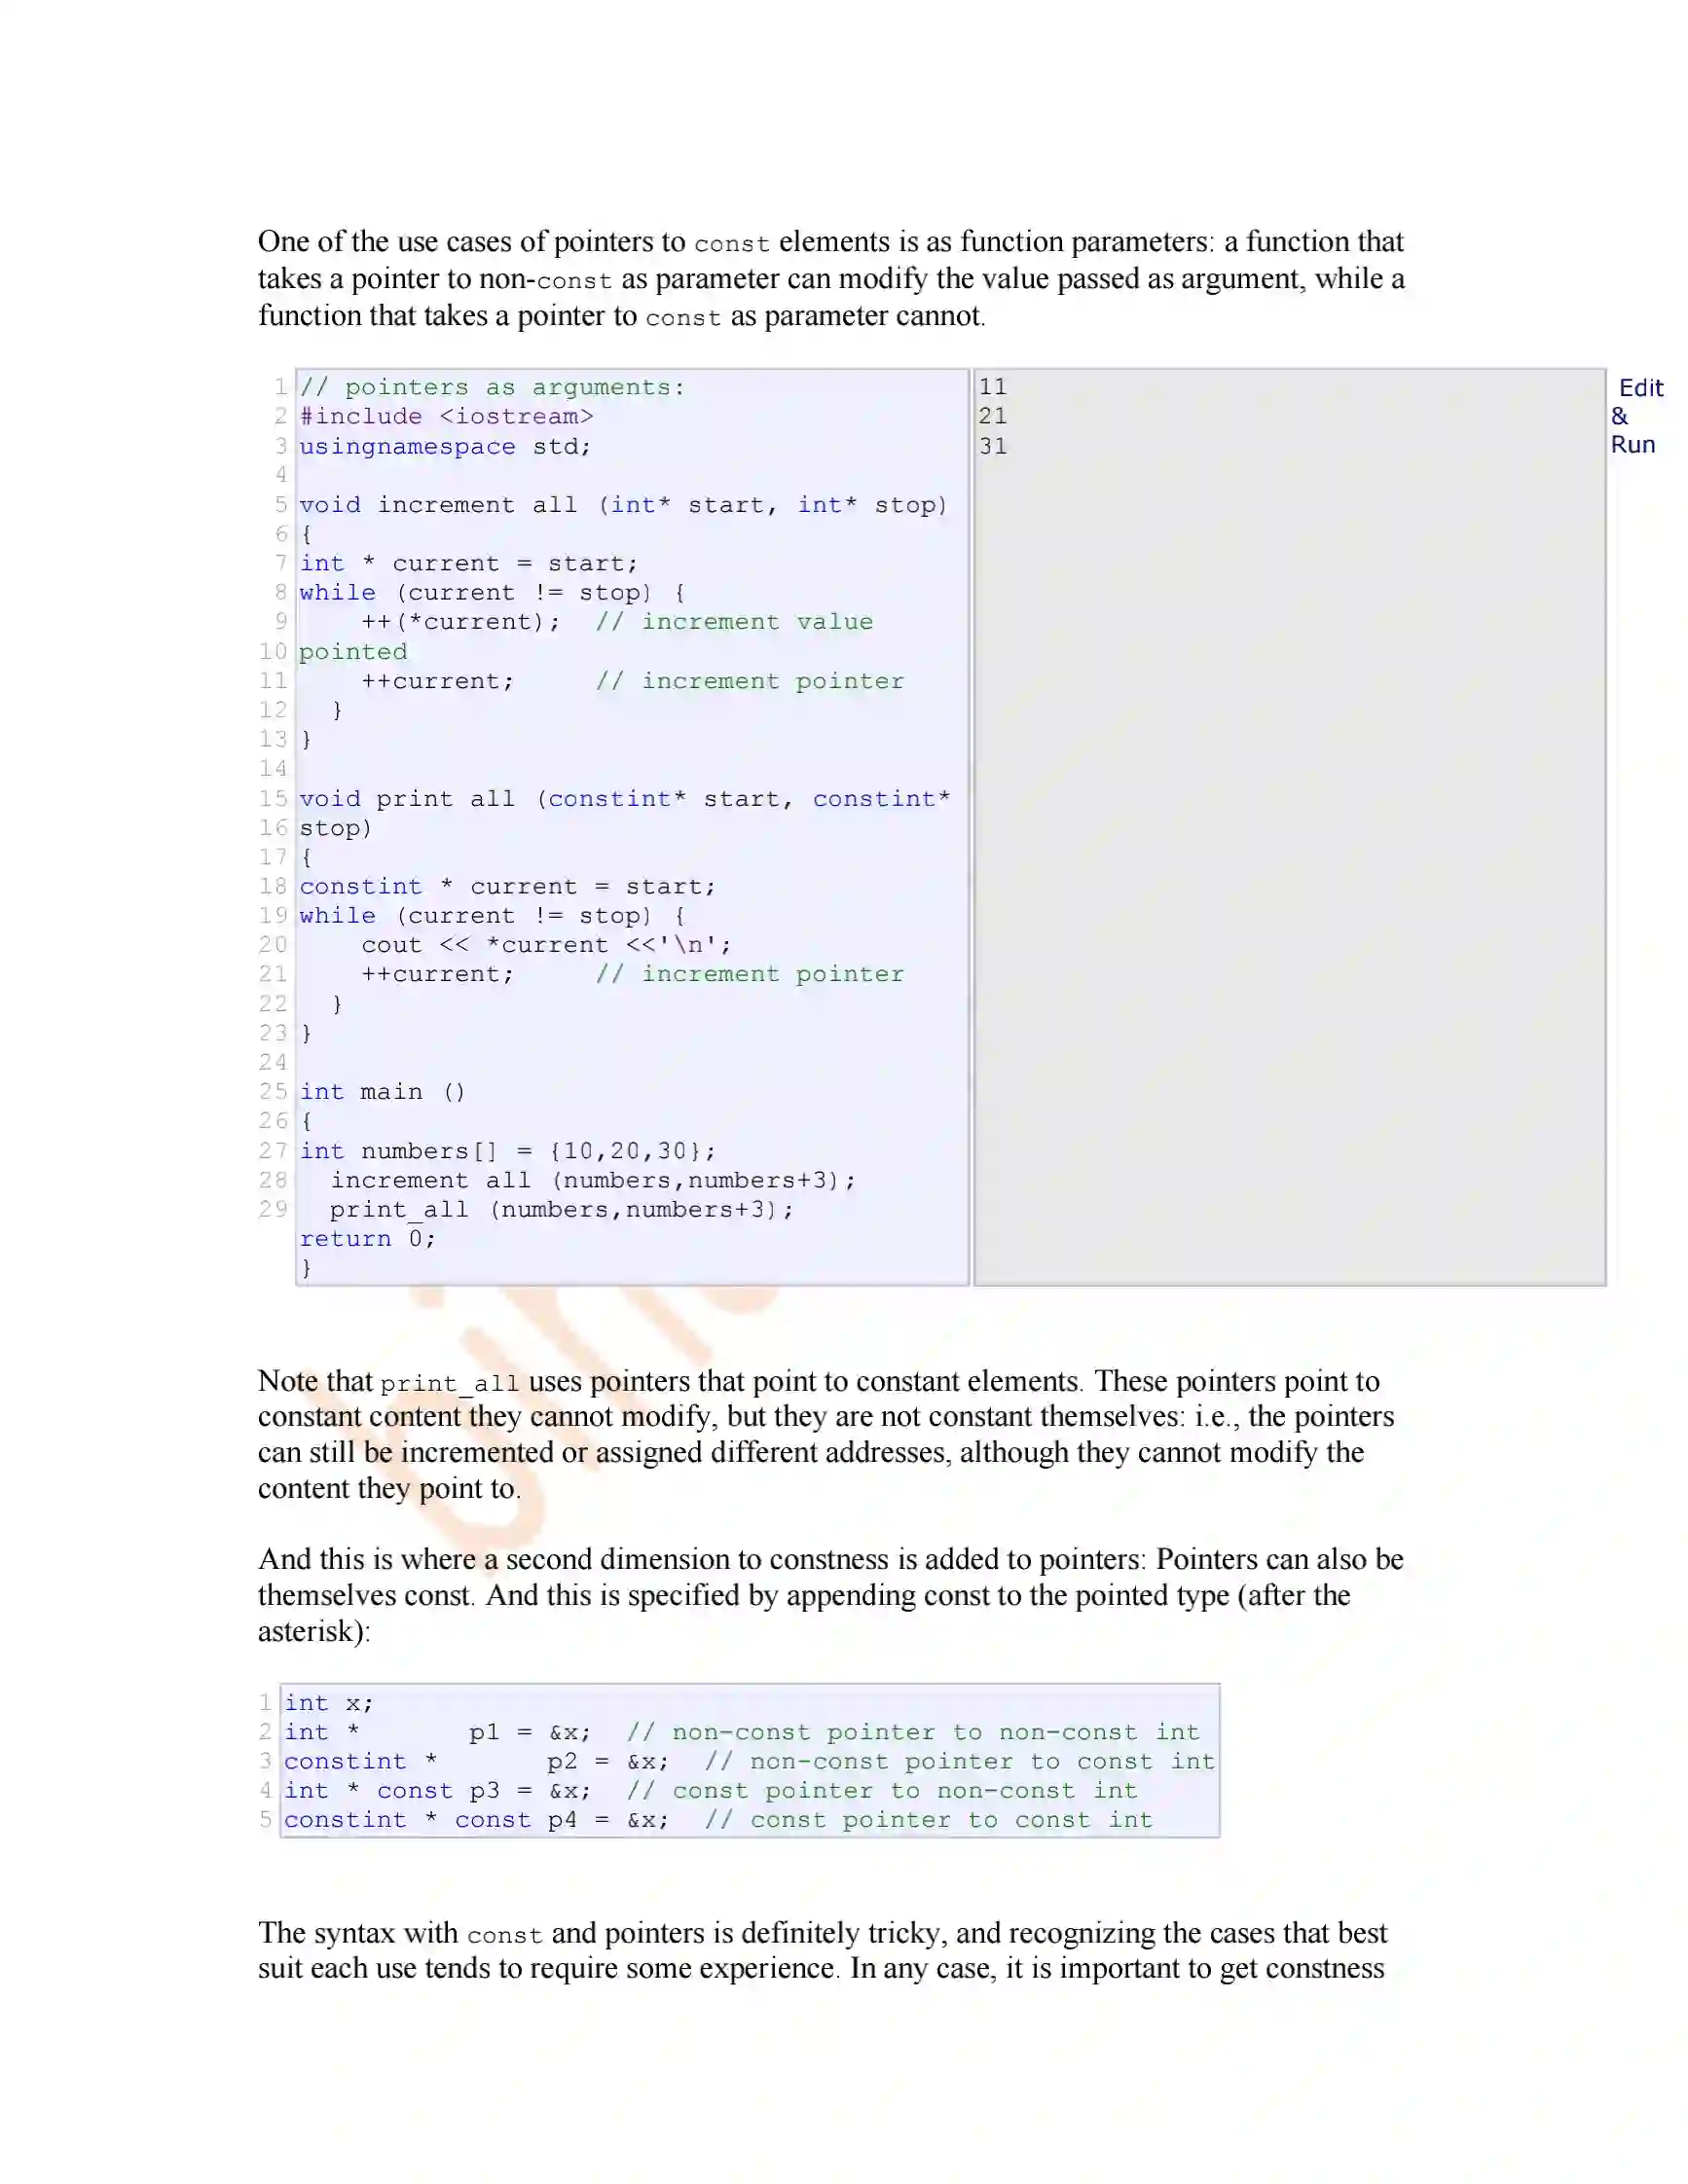 One of the use cases of pointers to const elements is as function parameters: a function that
takes a pointer to non-const as parameter can modify the value passed as argument, while a
function that takes a pointer to const as parameter cannot.
1 // pointers as arguments:
2 #include <iostream>
3 usingnamespace std;
4
5 void increment all (int* start, int* stop)
6 {
7 int * current = start;
8 while (current != stop) {
9     ++(*current);  // increment value
10 pointed
11     ++current;     // increment pointer
12   }
13 }
14
15 void print all (constint* start, constint*
16 stop)
17 {
18 constint * current = start;
19 while (current != stop) {
20     cout << *current <<'\n';
21     ++current;     // increment pointer
22   }
23 }
24
25 int main ()
26 {
27 int numbers[] = {10,20,30};
28   increment all (numbers,numbers+3);
29   print_all (numbers,numbers+3);
return 0;
}
11
21
31
Edit
&
Run
Note that print_all uses pointers that point to constant elements. These pointers point to
constant content they cannot modify, but they are not constant themselves: i.e., the pointers
can still be incremented or assigned different addresses, although they cannot modify the
content they point to.
And this is where a second dimension to constness is added to pointers: Pointers can also be
themselves const. And this is specified by appending const to the pointed type (after the
asterisk):
1 int x;
2 int *       p1 = &x;  // non-const pointer to non-const int
3 constint *       p2 = &x;  // non-const pointer to const int
4 int * const p3 = &x;  // const pointer to non-const int
5 constint * const p4 = &x;  // const pointer to const int
The syntax with const and pointers is definitely tricky, and recognizing the cases that best
suit each use tends to require some experience. In any case, it is important to get constness